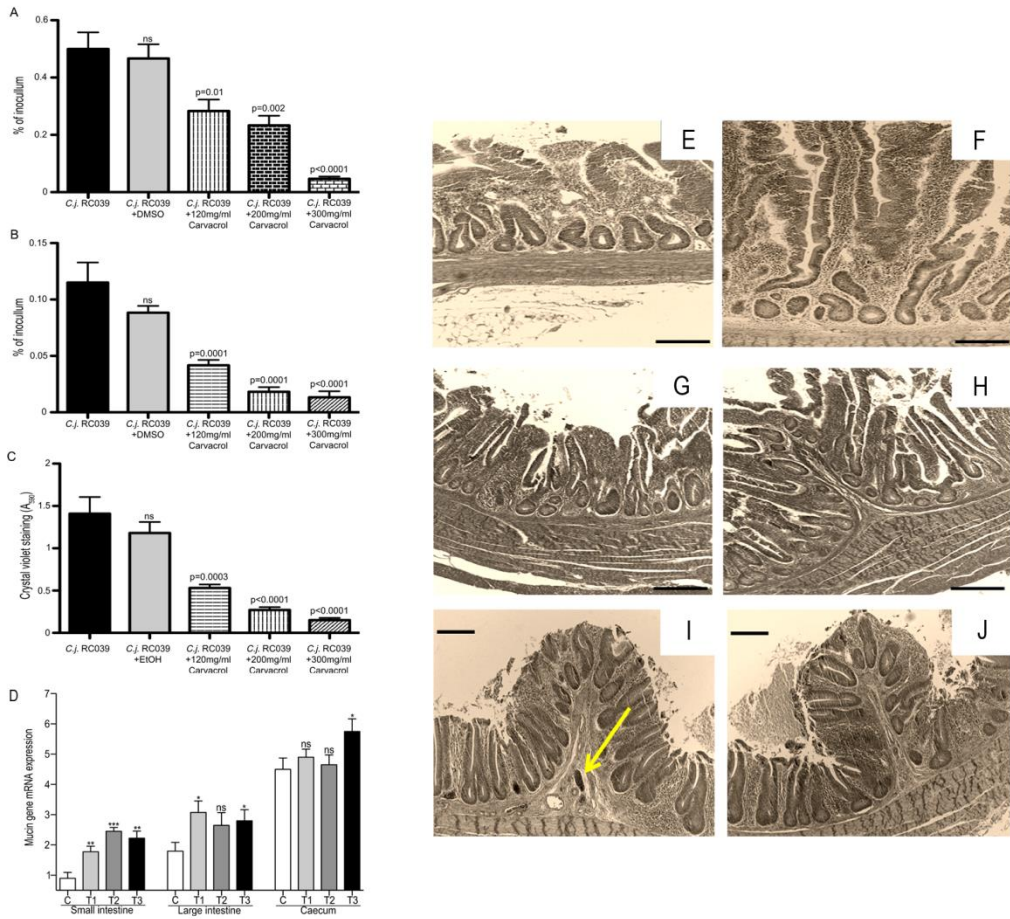 A
0.6
0.4
0.2
0
% of inocullum
ns
p=0.01
p=0.002
p<0.0001
C.j. RC039
C.j. RC039
+DMSO
C.j. RC039
+120mg/ml
Carvacrol
C.j. RC039
+200mg/ml
Carvacrol
C.j. RC039
+300mg/ml
Carvacrol
B
0.15
0.10
0.05
0
% of inocullum
ns
p=0.0001
p=0.0001
p<0.0001
C.j. RC039
C.j. RC039
+DMSO
C.j. RC039
+120mg/ml
Carvacrol
C.j. RC039
+200mg/ml
Carvacrol
C.j. RC039
+300mg/ml
Carvacrol
C
2
1.5
1
0.5
0
Crystal violet staining (A590)
ns
p=0.0003
p<0.0001
p<0.0001
C.j. RC039
C.j. RC039
+EtOH
C.j. RC039
+120mg/ml
Carvacrol
C.j. RC039
+200mg/ml
Carvacrol
C.j. RC039
+300mg/ml
Carvacrol
D
7
6
5
4
3
2
1
Mucin gene mRNA expression
** *** **
* ns *
ns ns *
C T1 T2 T3
Small intestine
C T1 T2 T3
Large intestine
C T1 T2 T3
Caecum
E
F
G
H
I
J